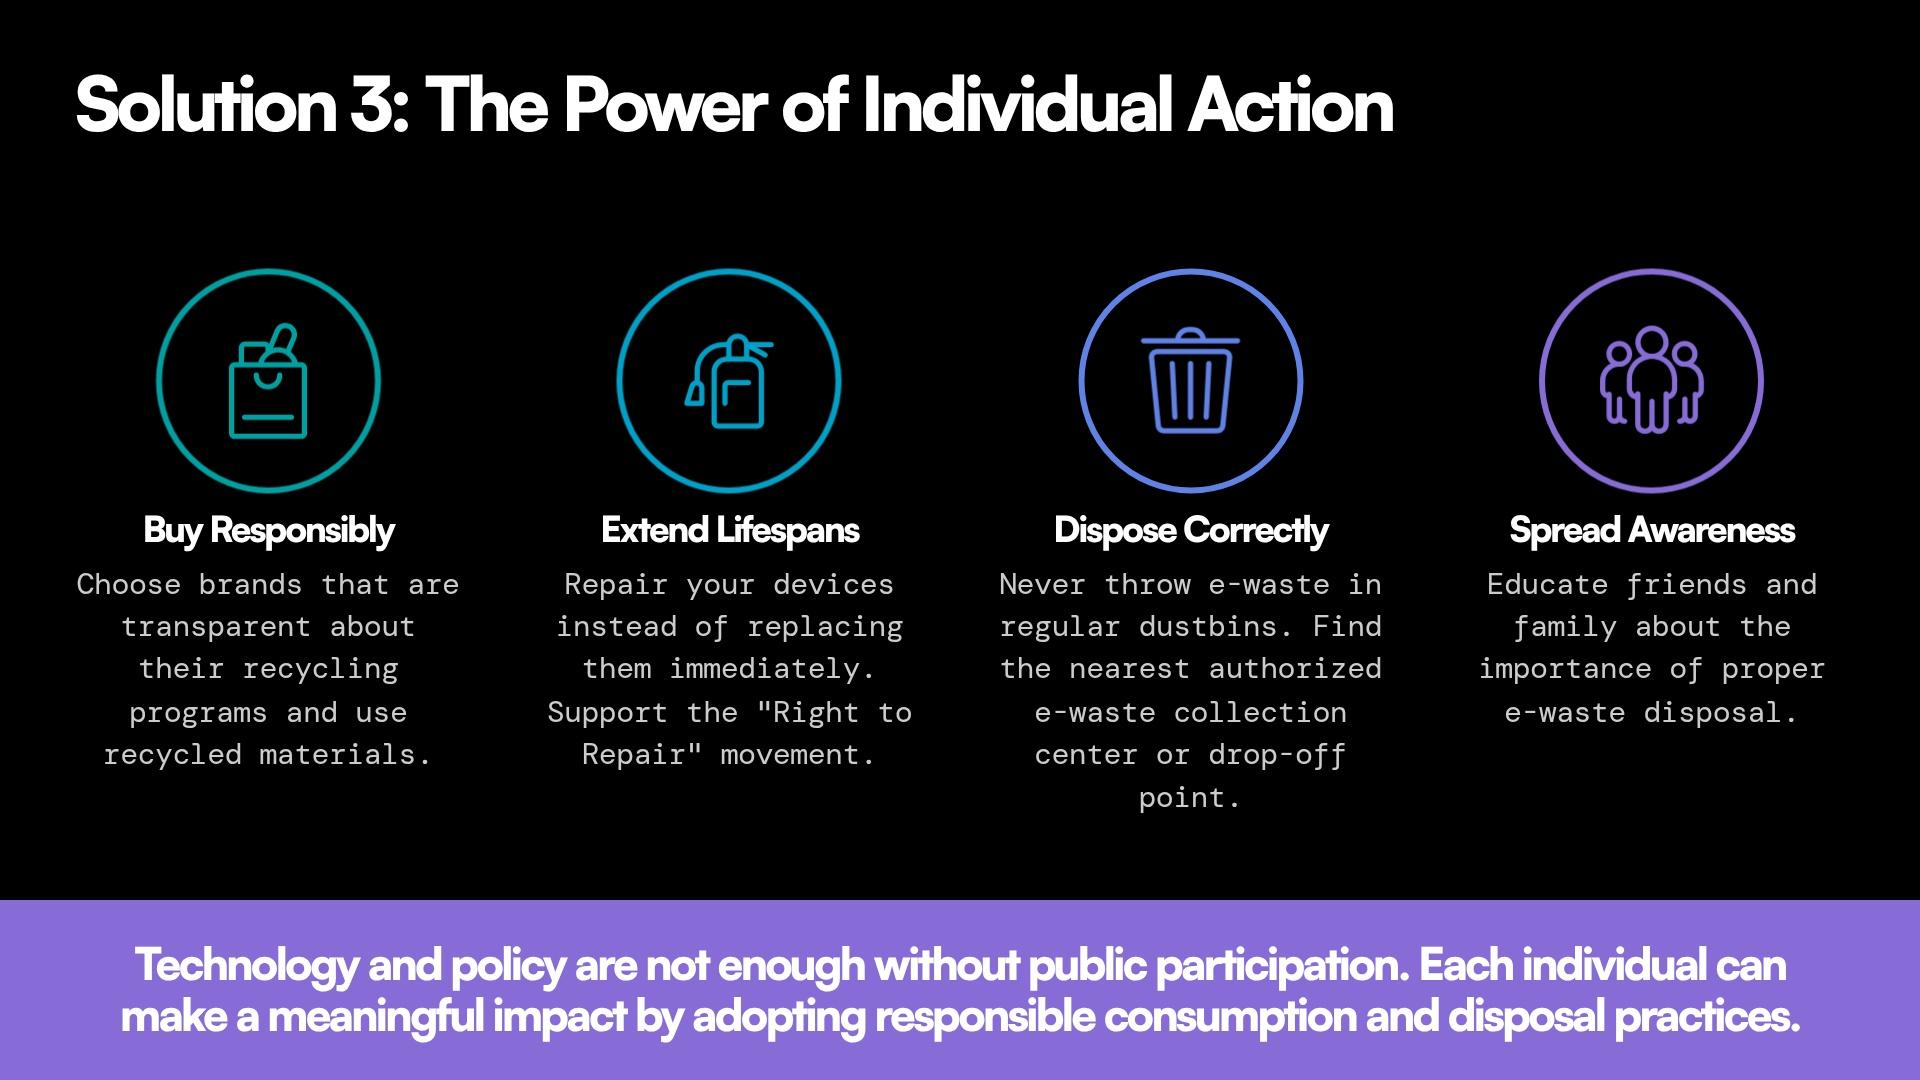 Solution 3: The Power of Individual Action
Buy Responsibly
Choose brands that are
transparent about
their recycling
programs and use
recycled materials.
Extend Lifespans
Repair your devices
instead of replacing
them immediately.
Support the "Right to
Repair" movement.
Dispose Correctly
Never throw e-waste in
regular dustbins. Find
the nearest authorized
e-waste collection
center or drop-off
point.
Spread Awareness
Educate friends and
family about the
importance of proper
e-waste disposal.
Technology and policy are not enough without public participation. Each individual can
make a meaningful impact by adopting responsible consumption and disposal practices.